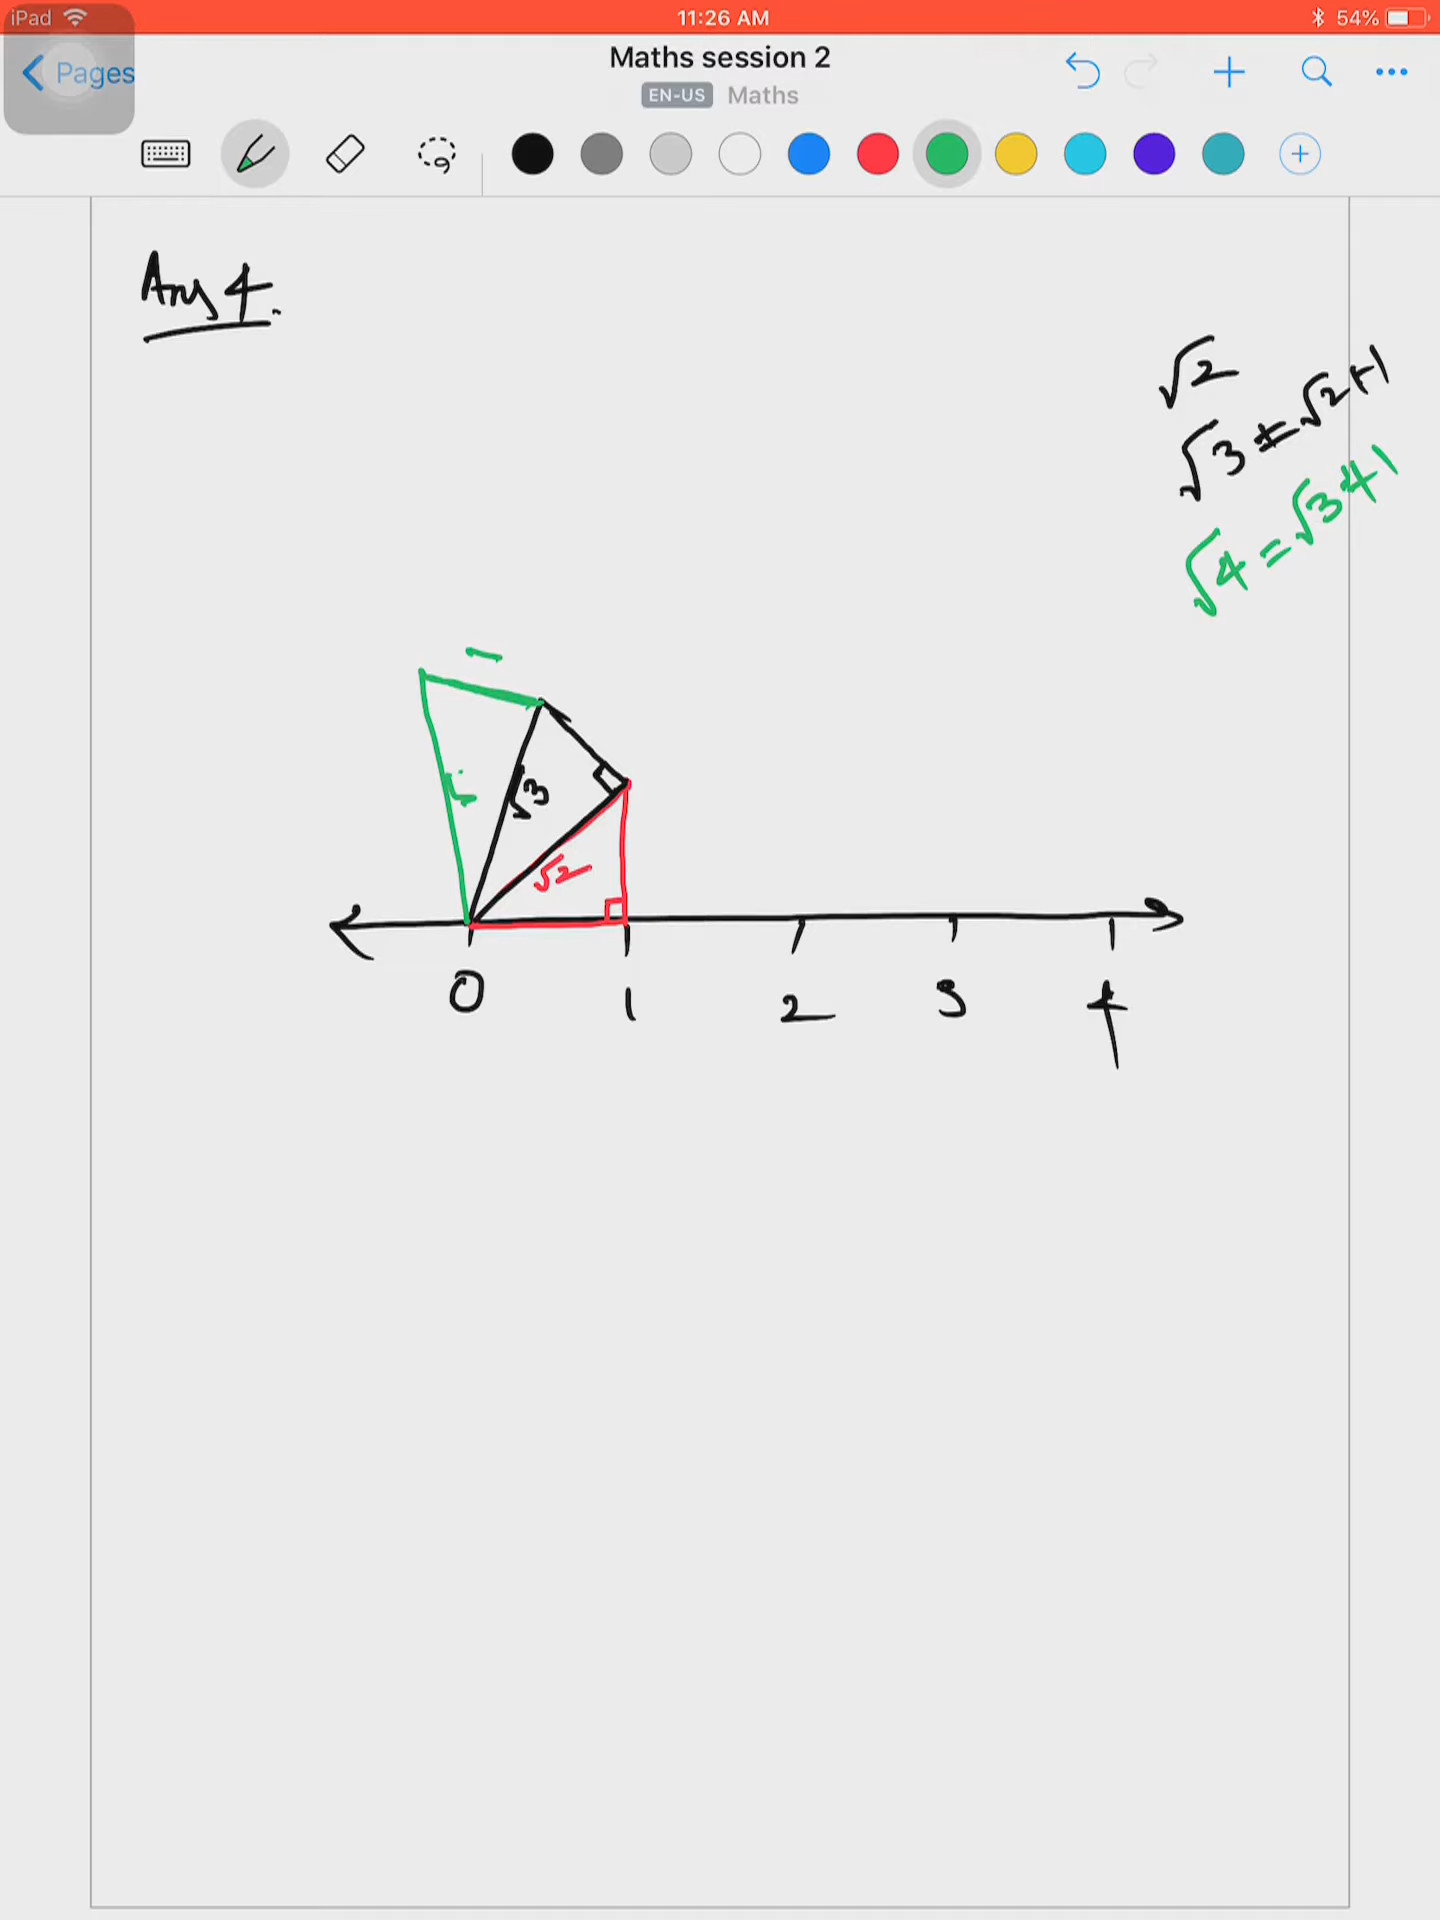 iPad 11:26 AM 54%
Pages Maths session 2
EN-US Maths
Ans 4.
√2
√3 = √2+1
√4 = √3+1
1
√3
√2
0 1 2 3 4